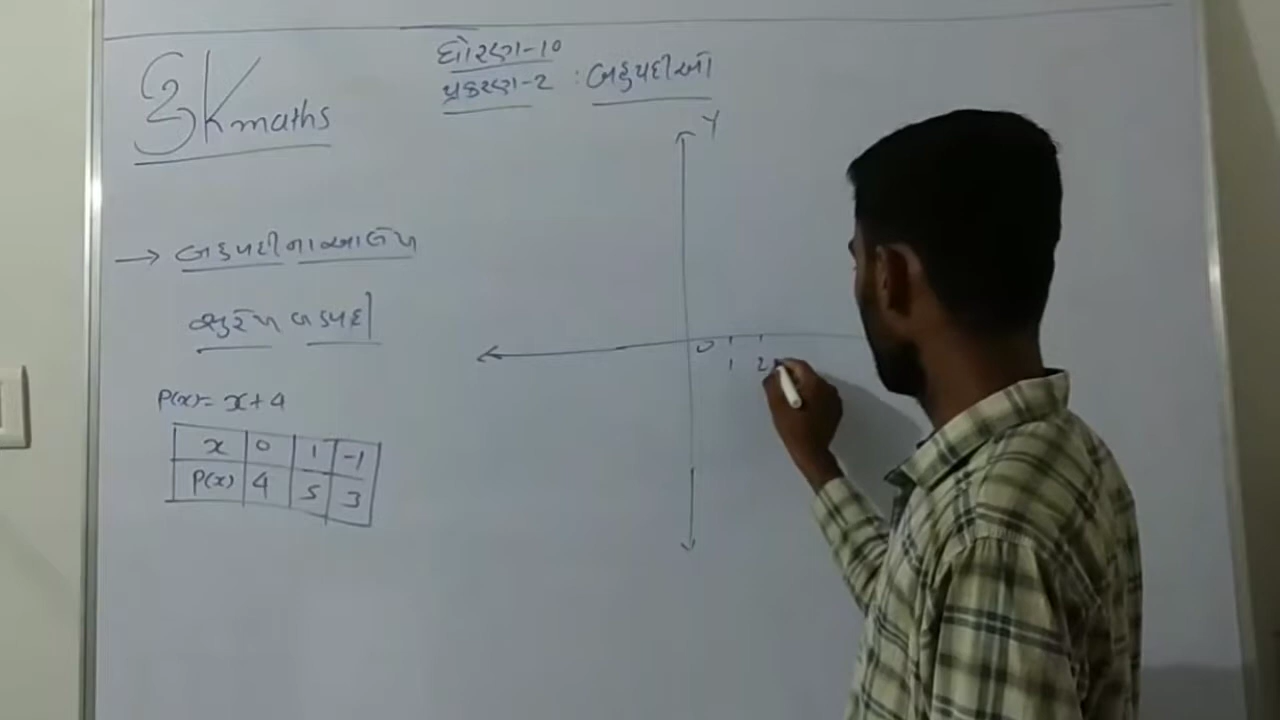 ધોરણ-10
પ્રકરણ-2 : બહુપદીઓ
K maths
→ બહુપદીના આલેખ
સુરેખ બહુપદી
P(x)= x+4
x 0 1 -1
P(x) 4 5 3
Y
0
1 2